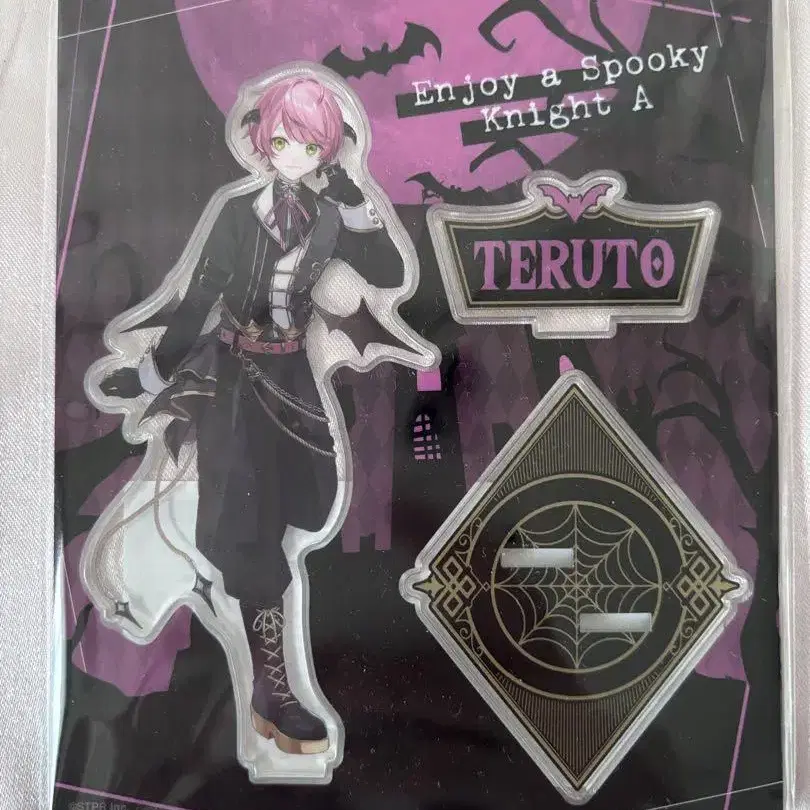 Enjoy a Spooky
Knight A
TERUTO
©STPR Inc.